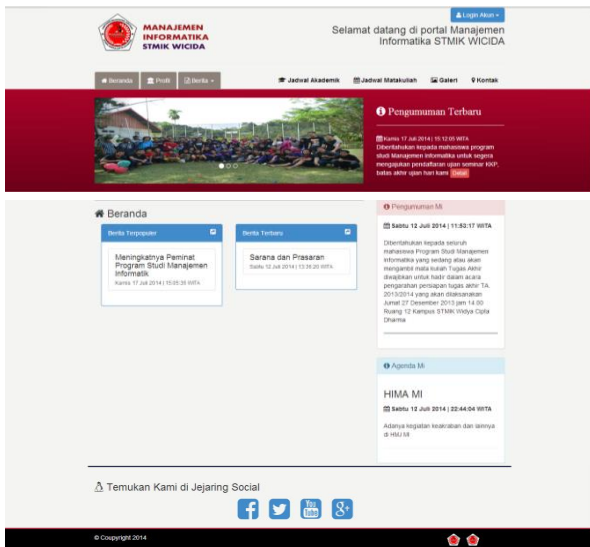 MANAJEMEN
INFORMATIKA
STMIK WICIDA
Login Akun
Selamat datang di portal Manajemen
Informatika STMIK WICIDA
Beranda
Profil
Berita
Jadwal Akademik
Jadwal Matakuliah
Galeri
Kontak
Pengumuman Terbaru
Kamis 17 Juli 2014 | 15:12:05 WITA
Diberitahukan kepada mahasiswa program
studi Manajemen Informatika untuk segera
mengajukan pendaftaran ujian seminar KKP,
batas akhir ujian hari kami Detail
Beranda
Berita Terpopuler
Meningkatnya Peminat
Program Studi Manajemen
Informatik
Kamis 17 Juli 2014 | 15:05:26 WITA
Berita Terbaru
Sarana dan Prasaran
Sabtu 12 Juli 2014 | 13:35:20 WITA
Pengumuman MI
Sabtu 12 Juli 2014 | 11:53:17 WITA
Diberitahukan kepada seluruh
mahasiswa Program Studi Manajemen
Informatika yang sedang atau akan
mengambil mata kuliah Tugas Akhir
diwajibkan untuk hadir dalam acara
pengarahan persiapan tugas akhir TA.
2013/2014 yang akan dilaksanakan
Jumat 27 Desember 2013 jam 14.00
Ruang 12 Kampus STMIK Widya Cipta
Dharma
Agenda MI
HIMA MI
Sabtu 12 Juli 2014 | 22:44:04 WITA
Adanya kegiatan keakraban dan lainnya
di HMJ MI
Temukan Kami di Jejaring Social
You
Tube
© Coupyright 2014